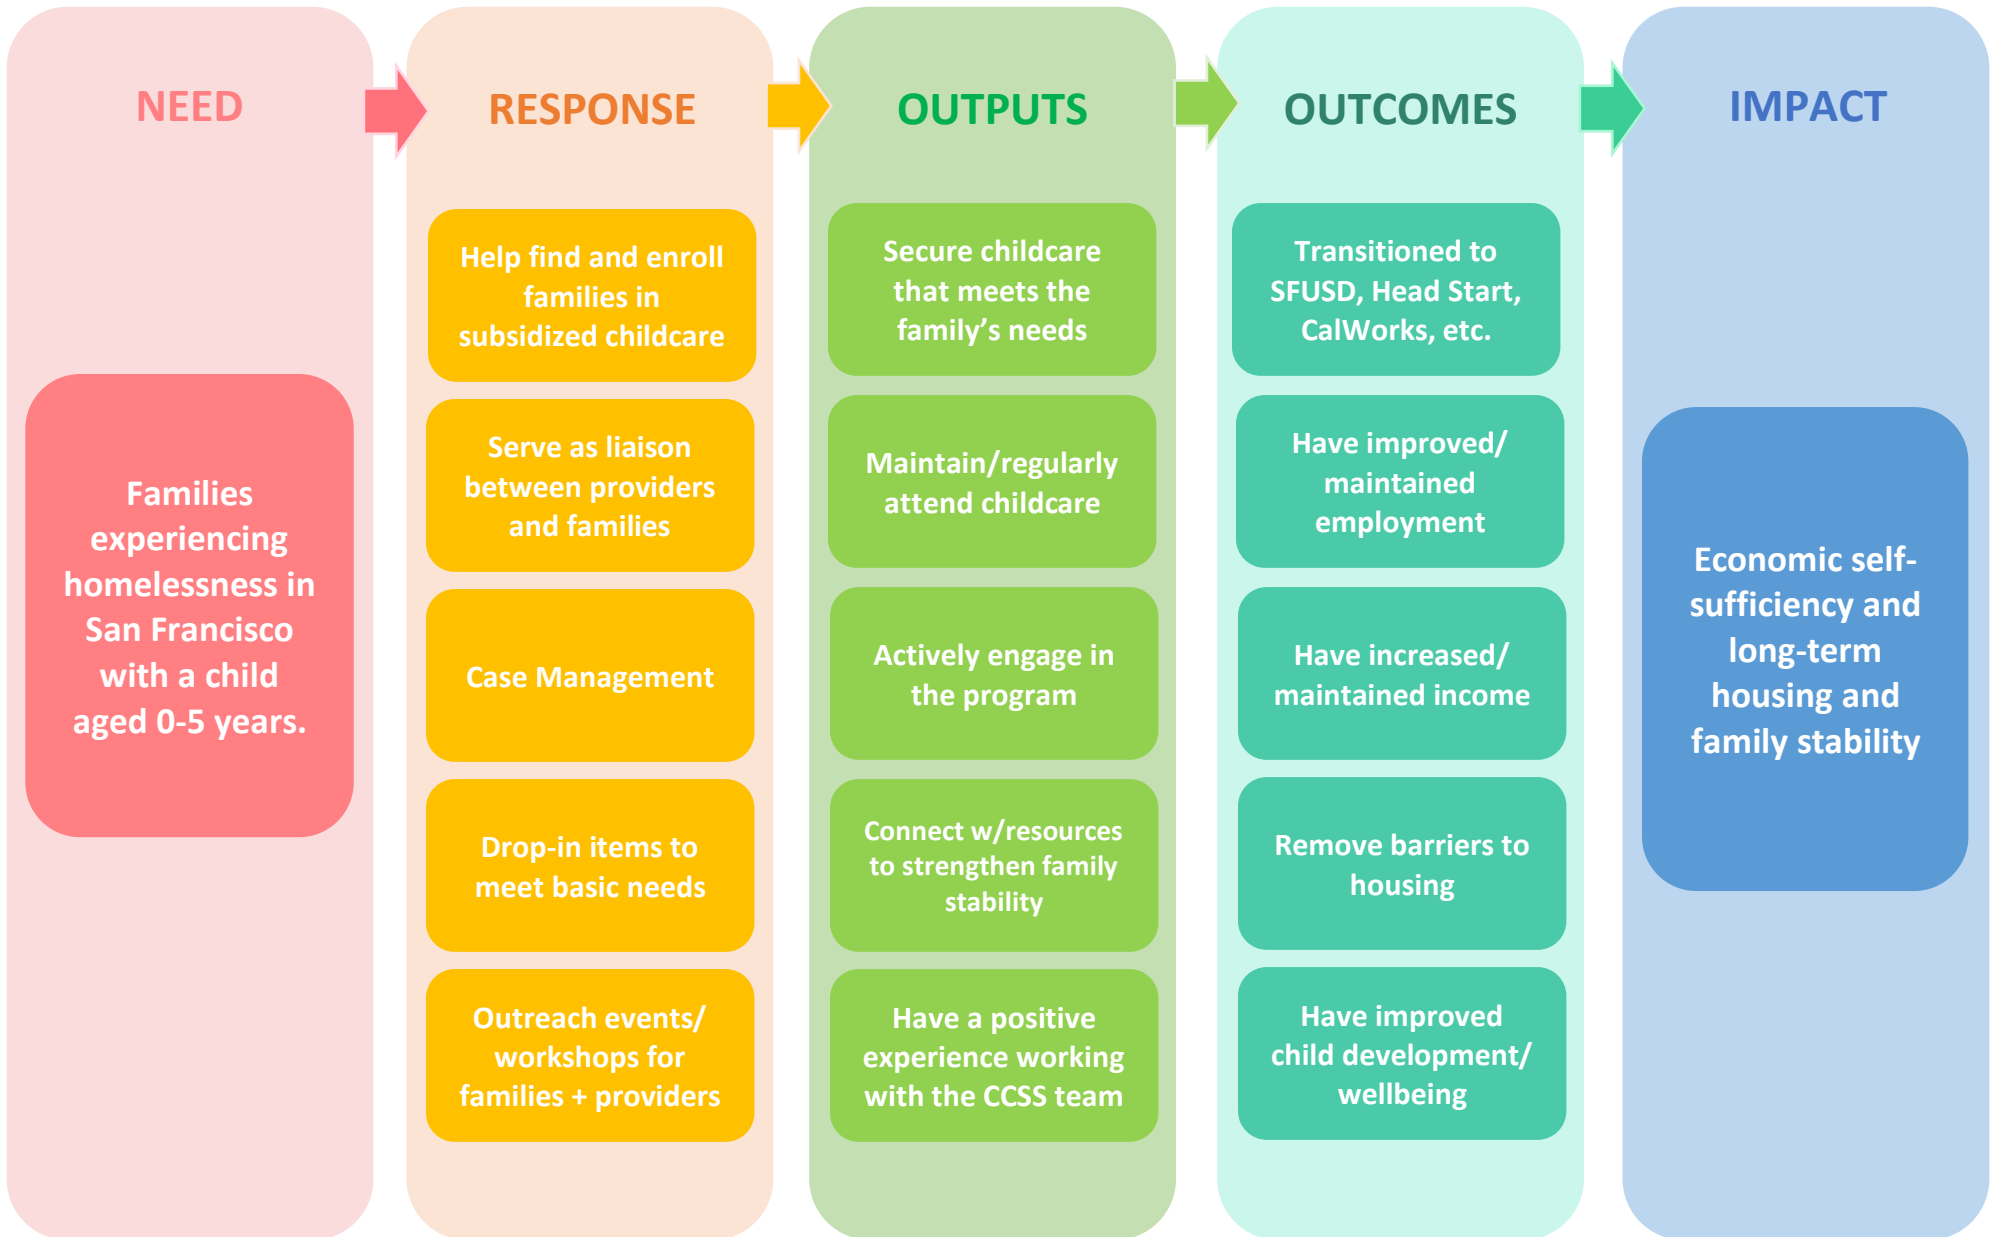 NEED
Families
experiencing
homelessness in
San Francisco
with a child
aged 0-5 years.
RESPONSE
Help find and enroll
families in
subsidized childcare
Serve as liaison
between providers
and families
Case Management
Drop-in items to
meet basic needs
Outreach events/
workshops for
families + providers
OUTPUTS
Secure childcare
that meets the
family’s needs
Maintain/regularly
attend childcare
Actively engage in
the program
Connect w/resources
to strengthen family
stability
Have a positive
experience working
with the CCSS team
OUTCOMES
Transitioned to
SFUSD, Head Start,
CalWorks, etc.
Have improved/
maintained
employment
Have increased/
maintained income
Remove barriers to
housing
Have improved
child development/
wellbeing
IMPACT
Economic self-
sufficiency and
long-term
housing and
family stability